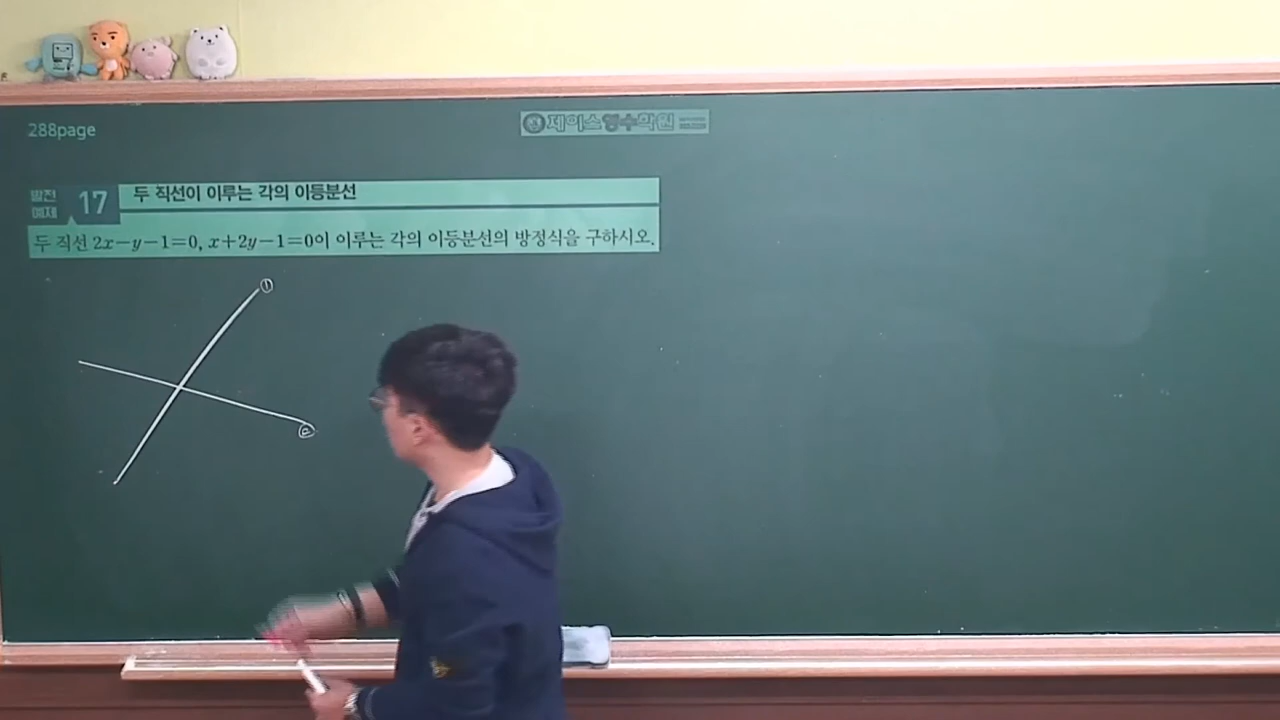 288page
제이스영수학원
발전
예제
17
두 직선이 이루는 각의 이등분선
두 직선 2x−y−1=0, x+2y−1=0이 이루는 각의 이등분선의 방정식을 구하시오.
①
②